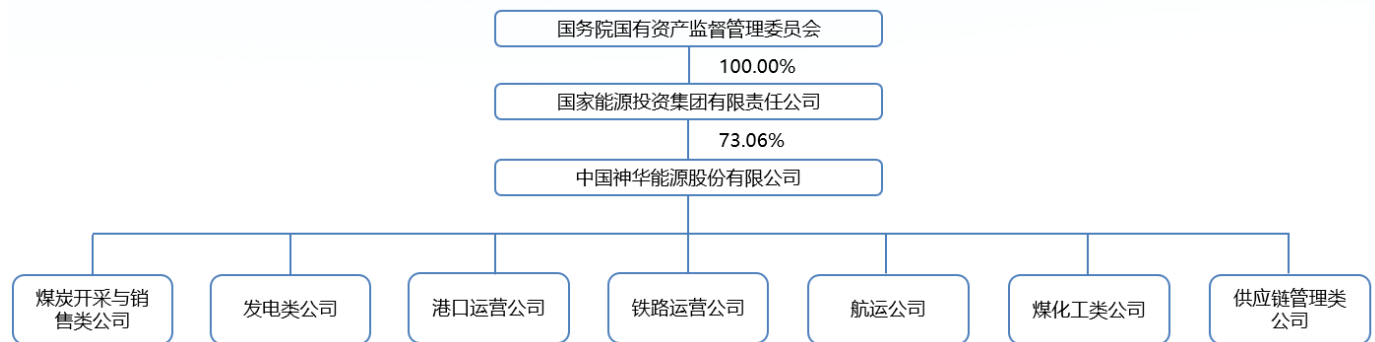 国务院国有资产监督管理委员会
100.00%
国家能源投资集团有限责任公司
73.06%
中国神华能源股份有限公司
煤炭开采与销
售类公司
发电类公司
港口运营公司
铁路运营公司
航运公司
煤化工类公司
供应链管理类
公司